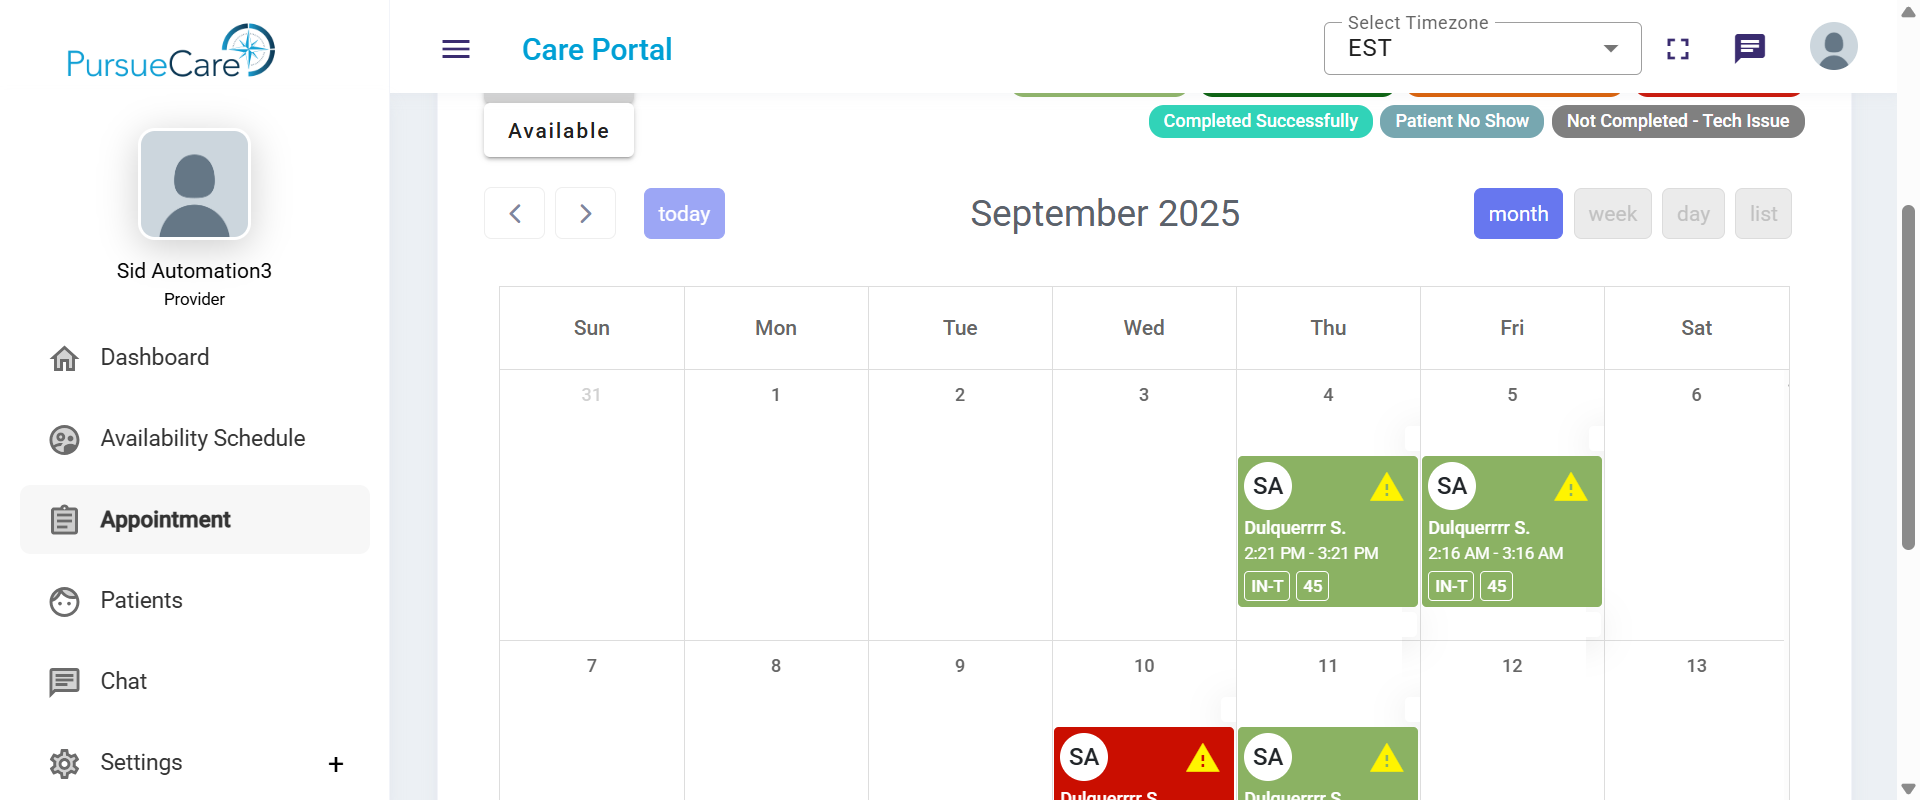 PursueCare
Sid Automation3
Provider
Dashboard
Availability Schedule
Appointment
Patients
Chat
Settings +
Care Portal
Select Timezone
EST
Available
Completed Successfully
Patient No Show
Not Completed - Tech Issue
today
September 2025
month
week
day
list
Sun Mon Tue Wed Thu Fri Sat
31 1 2 3 4 5 6
SA
Dulquerrrr S.
2:21 PM - 3:21 PM
IN-T 45
SA
Dulquerrrr S.
2:16 AM - 3:16 AM
IN-T 45
7 8 9 10 11 12 13
SA
Dulquerrrr S.
SA
Dulquerrrr S.